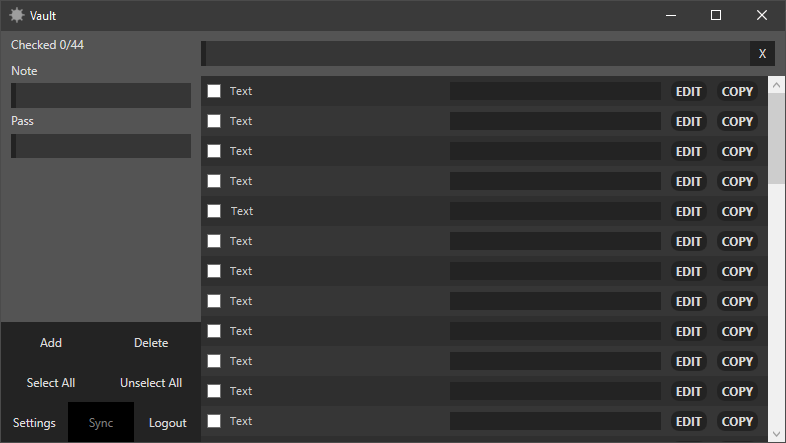 Vault
Checked 0/44
Note
Pass
X
Text EDIT COPY
Text EDIT COPY
Text EDIT COPY
Text EDIT COPY
Text EDIT COPY
Text EDIT COPY
Text EDIT COPY
Text EDIT COPY
Text EDIT COPY
Text EDIT COPY
Text EDIT COPY
Text EDIT COPY
Add Delete
Select All Unselect All
Settings Sync Logout